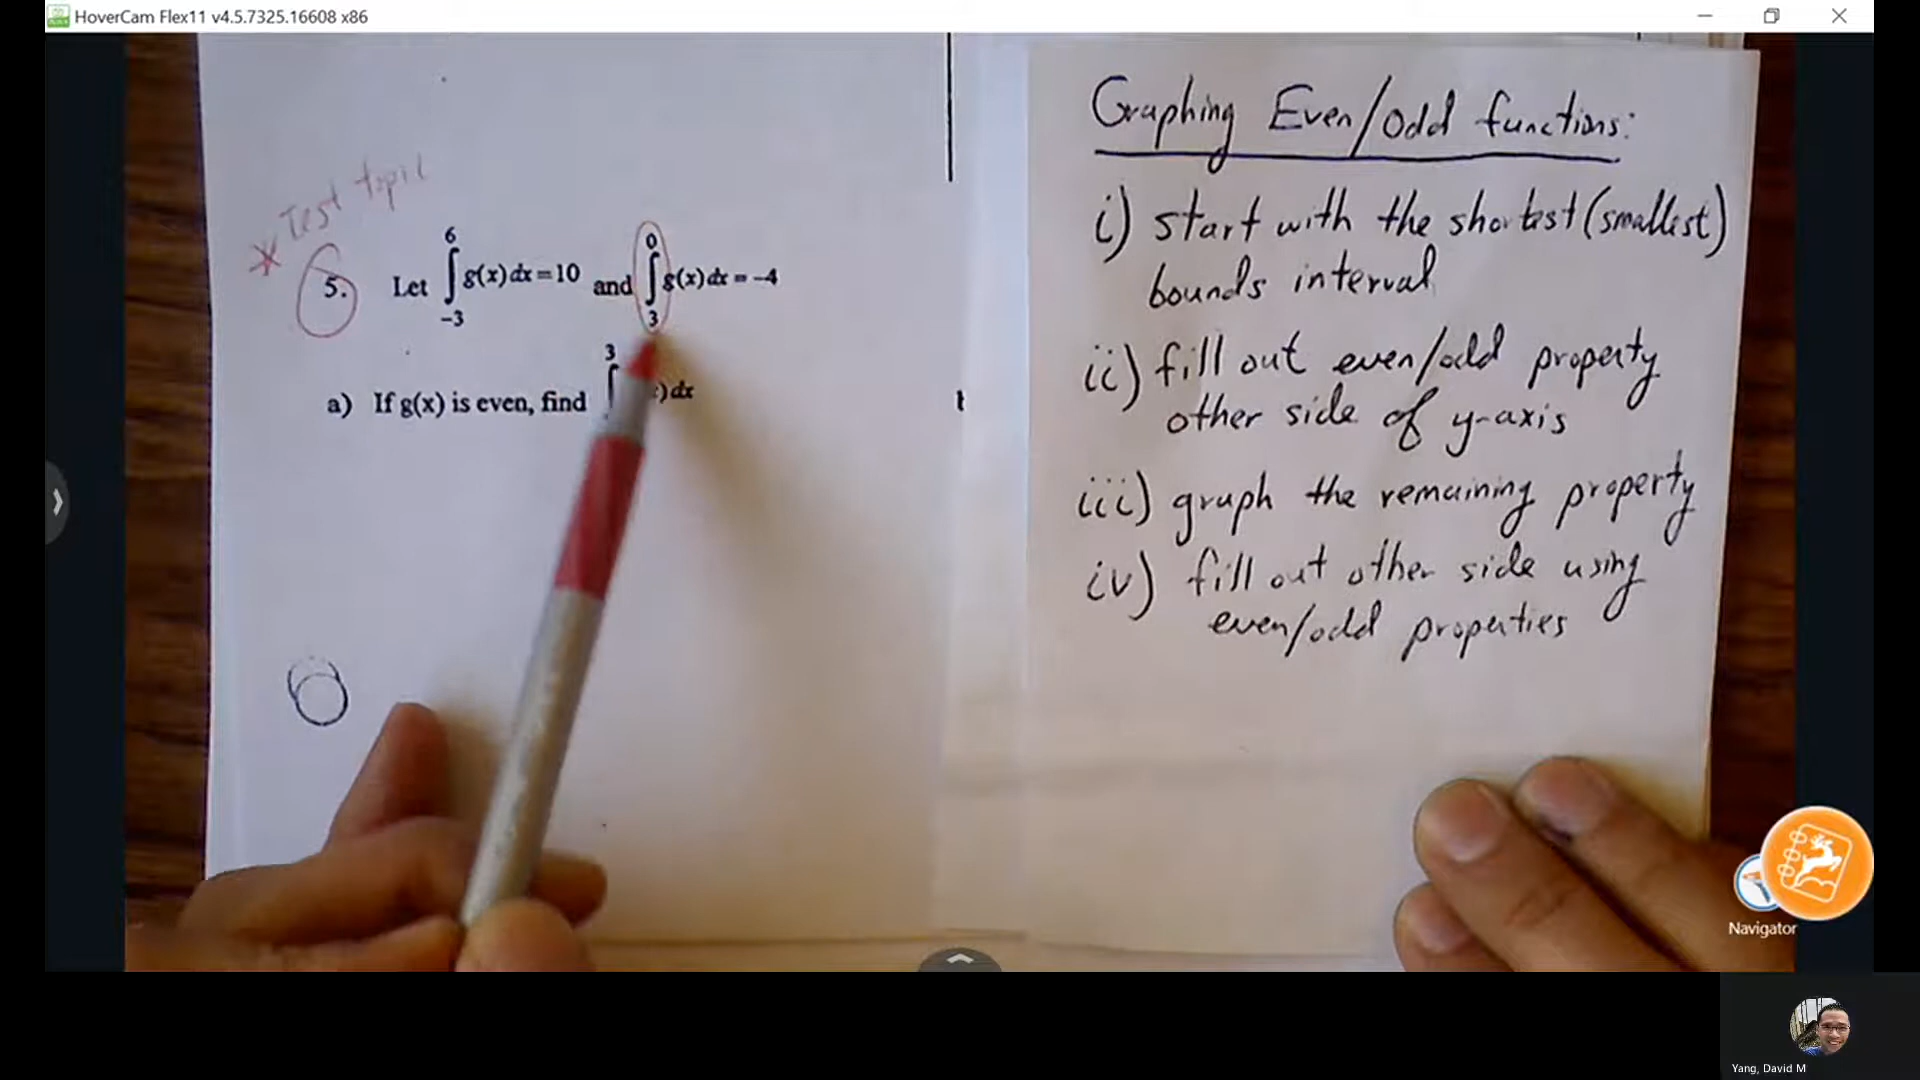 HoverCam Flex11 v4.5.7325.16608 x86
* Test topic
5. Let ∫_{-3}^{6} g(x) dx = 10 and ∫_{3}^{0} g(x) dx = -4
a) If g(x) is even, find ∫^{3} ) dx
Graphing Even/Odd functions:
i) start with the shortest (smallest)
bounds interval
ii) fill out even/odd property
other side of y-axis
iii) graph the remaining property
iv) fill out other side using
even/odd properties
Navigator
Yang, David M